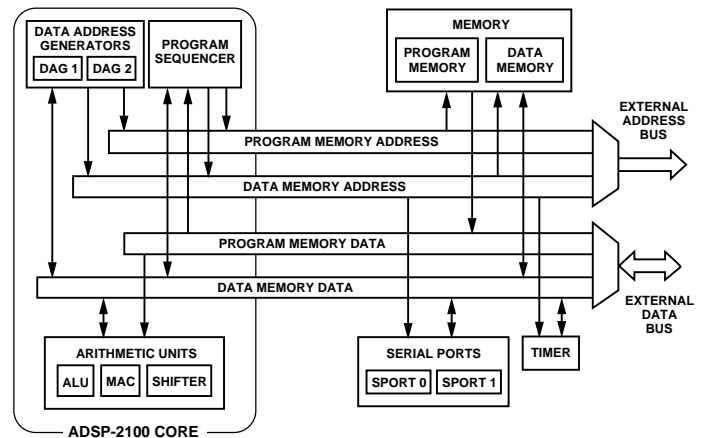 DATA ADDRESS
GENERATORS
DAG 1
DAG 2
PROGRAM
SEQUENCER
MEMORY
PROGRAM
MEMORY
DATA
MEMORY
EXTERNAL
ADDRESS
BUS
PROGRAM MEMORY ADDRESS
DATA MEMORY ADDRESS
PROGRAM MEMORY DATA
DATA MEMORY DATA
EXTERNAL
DATA
BUS
ARITHMETIC UNITS
ALU
MAC
SHIFTER
SERIAL PORTS
SPORT 0
SPORT 1
TIMER
ADSP-2100 CORE